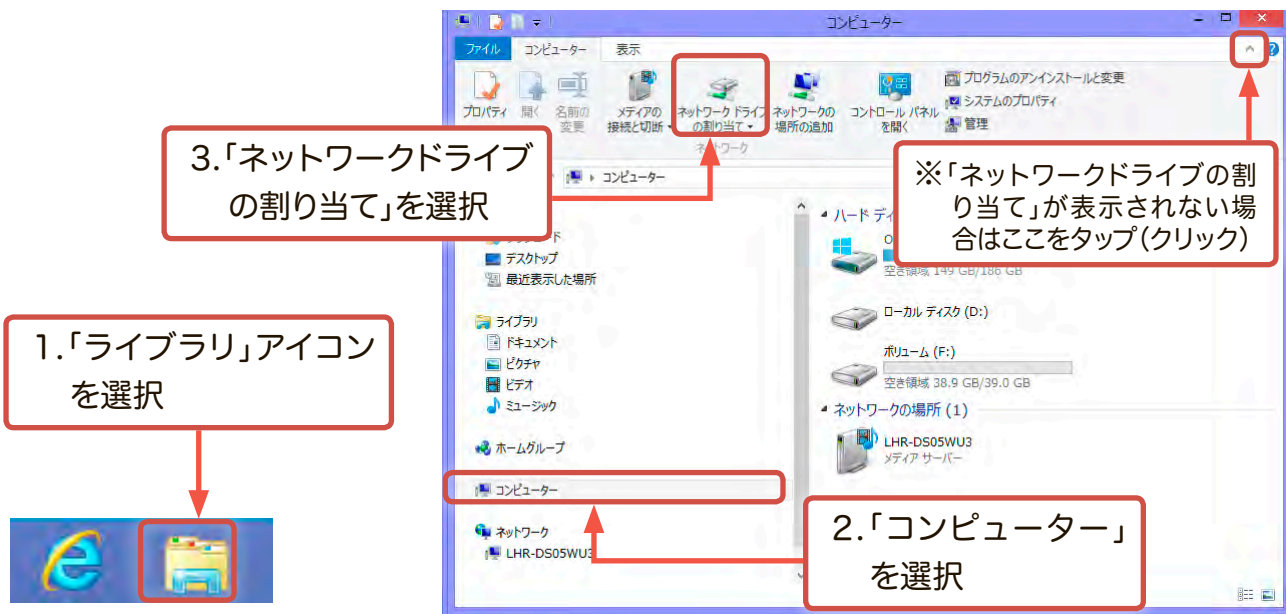 コンピューター
ファイル コンピューター 表示
プロパティ 開く 名前の変更 メディアの接続と切断 ネットワーク ドライブの割り当て ネットワークの場所の追加 コントロール パネルを開く
プログラムのアンインストールと変更
システムのプロパティ
管理
ネットワーク
3.「ネットワークドライブ
の割り当て」を選択
※「ネットワークドライブの割
り当て」が表示されない場
合はここをタップ(クリック)
コンピューター
デスクトップ
最近表示した場所
ライブラリ
ドキュメント
ピクチャ
ビデオ
ミュージック
ホームグループ
コンピューター
ネットワーク
LHR-DS05WU3
ハード ディ
空き領域 149 GB/186 GB
ローカル ディスク (D:)
ボリューム (F:)
空き領域 38.9 GB/39.0 GB
ネットワークの場所 (1)
LHR-DS05WU3
メディア サーバー
1.「ライブラリ」アイコン
を選択
2.「コンピューター」
を選択